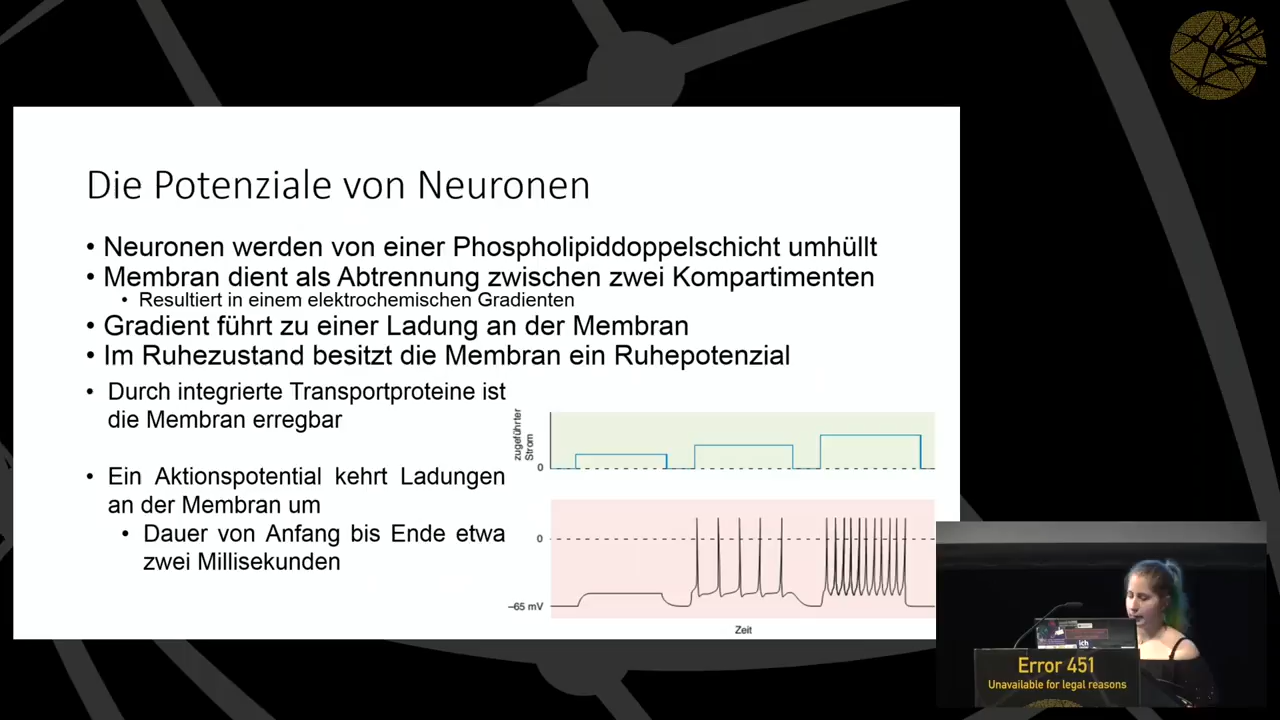 Die Potenziale von Neuronen
• Neuronen werden von einer Phospholipiddoppelschicht umhüllt
• Membran dient als Abtrennung zwischen zwei Kompartimenten
• Resultiert in einem elektrochemischen Gradienten
• Gradient führt zu einer Ladung an der Membran
• Im Ruhezustand besitzt die Membran ein Ruhepotenzial
• Durch integrierte Transportproteine ist
die Membran erregbar
• Ein Aktionspotential kehrt Ladungen
an der Membran um
• Dauer von Anfang bis Ende etwa
zwei Millisekunden
zugeführter
Strom
0
0
–65 mV
Zeit
ich
Error 451
Unavailable for legal reasons